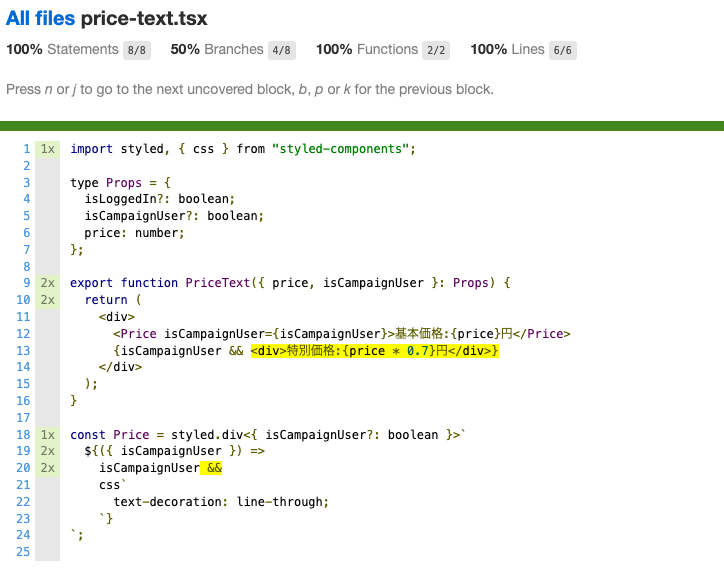 All files price-text.tsx
100% Statements 8/8 50% Branches 4/8 100% Functions 2/2 100% Lines 6/6
Press n or j to go to the next uncovered block, b, p or k for the previous block.
1 1x import styled, { css } from "styled-components";
2
3 type Props = {
4 isLoggedIn?: boolean;
5 isCampaignUser?: boolean;
6 price: number;
7 };
8
9 2x export function PriceText({ price, isCampaignUser }: Props) {
10 2x return (
11 <div>
12 <Price isCampaignUser={isCampaignUser}>基本価格:{price}円</Price>
13 {isCampaignUser && <div>特別価格:{price * 0.7}円</div>}
14 </div>
15 );
16 }
17
18 1x const Price = styled.div<{ isCampaignUser?: boolean }>`
19 2x ${({ isCampaignUser }) =>
20 2x isCampaignUser &&
21 css`
22 text-decoration: line-through;
23 `}
24 `;
25